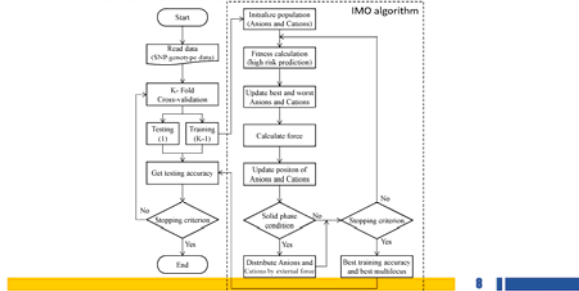 IMO algorithm
Start
Read data
(SNP genotype data)
K- Fold
Cross-validation
Testing
(1)
Training
(K-1)
Get testing accuracy
No
Stopping criterion
Yes
End
Initialize population
(Anions and Cations)
Fitness calculation
(high risk prediction)
Update best and worst
Anions and Cations
Calculate force
Update position of
Anions and Cations
Solid phase
condition
No
Yes
Distribute Anions and
Cations by external force
No
Stopping criterion
Yes
Best training accuracy
and best multilocus
8